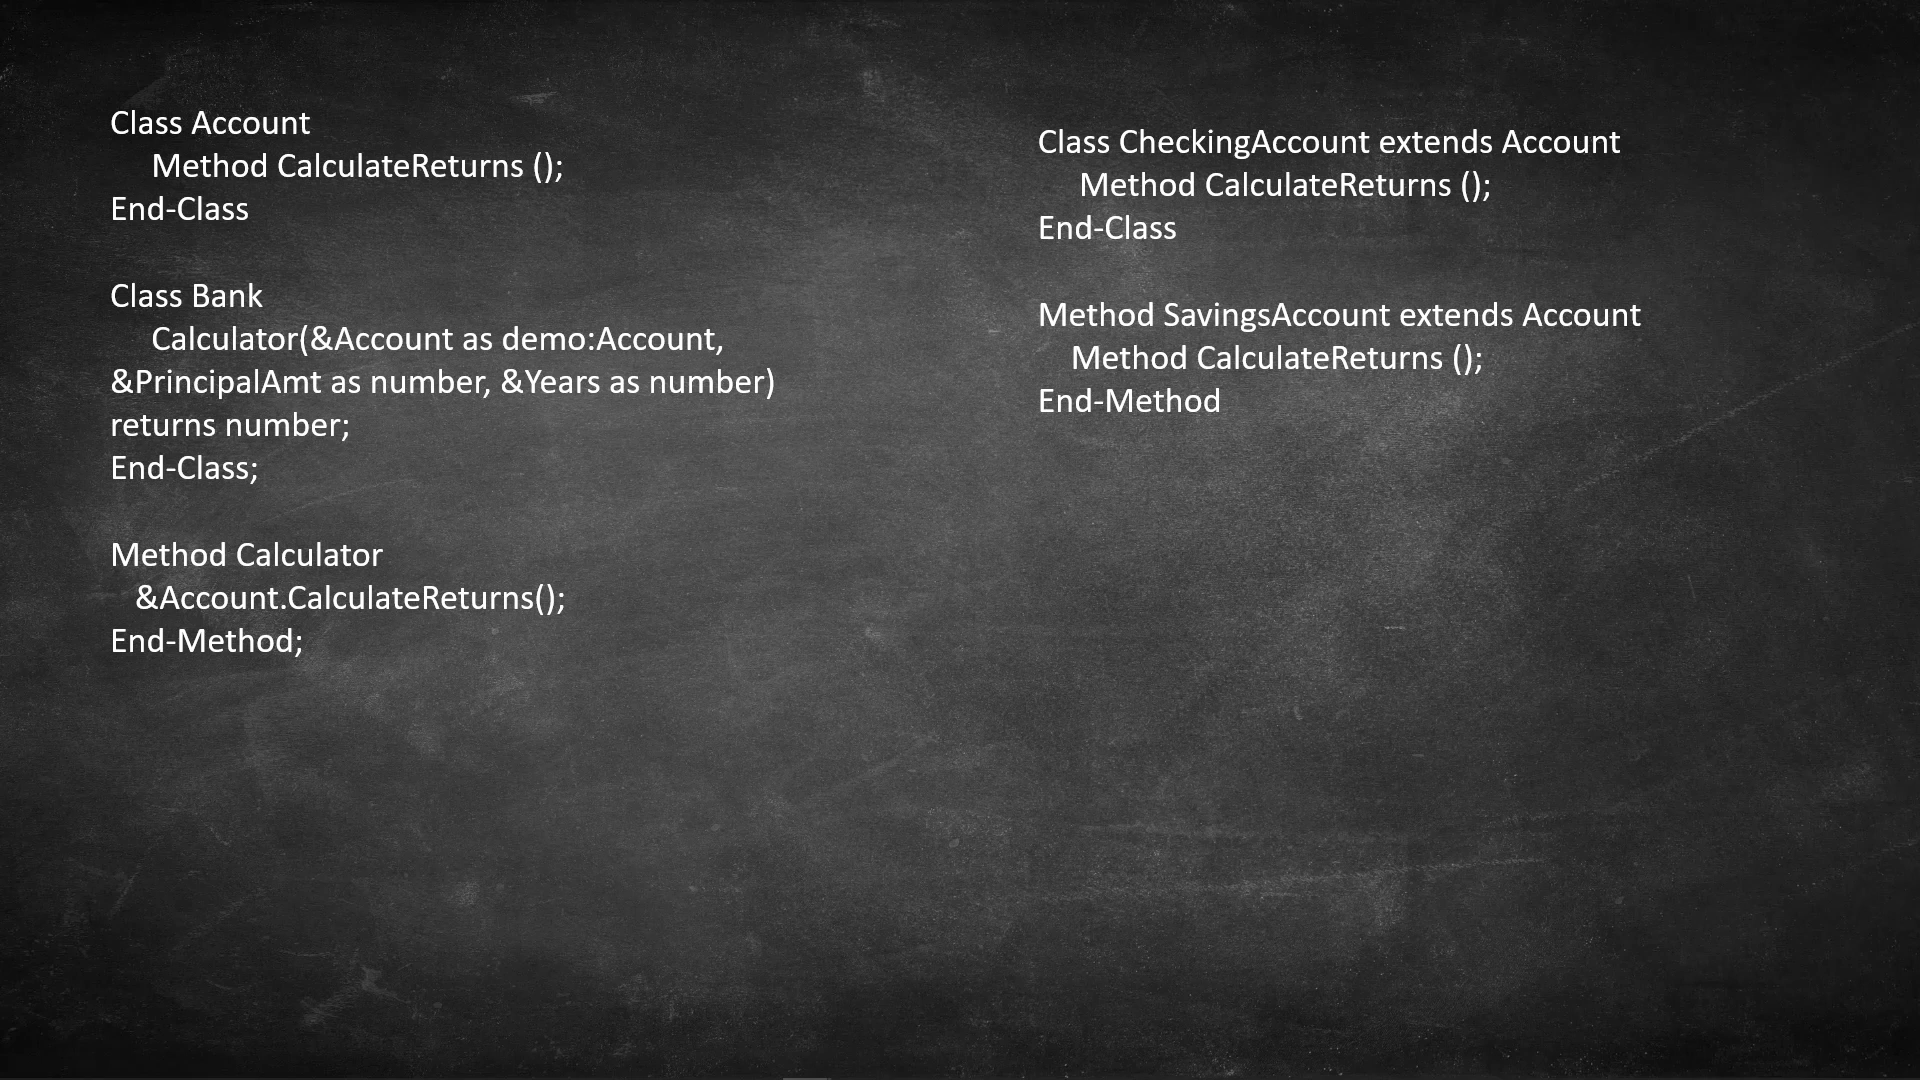 Class Account
Method CalculateReturns ();
End-Class
Class Bank
Calculator(&Account as demo:Account,
&PrincipalAmt as number, &Years as number)
returns number;
End-Class;
Method Calculator
&Account.CalculateReturns();
End-Method;
Class CheckingAccount extends Account
Method CalculateReturns ();
End-Class
Method SavingsAccount extends Account
Method CalculateReturns ();
End-Method